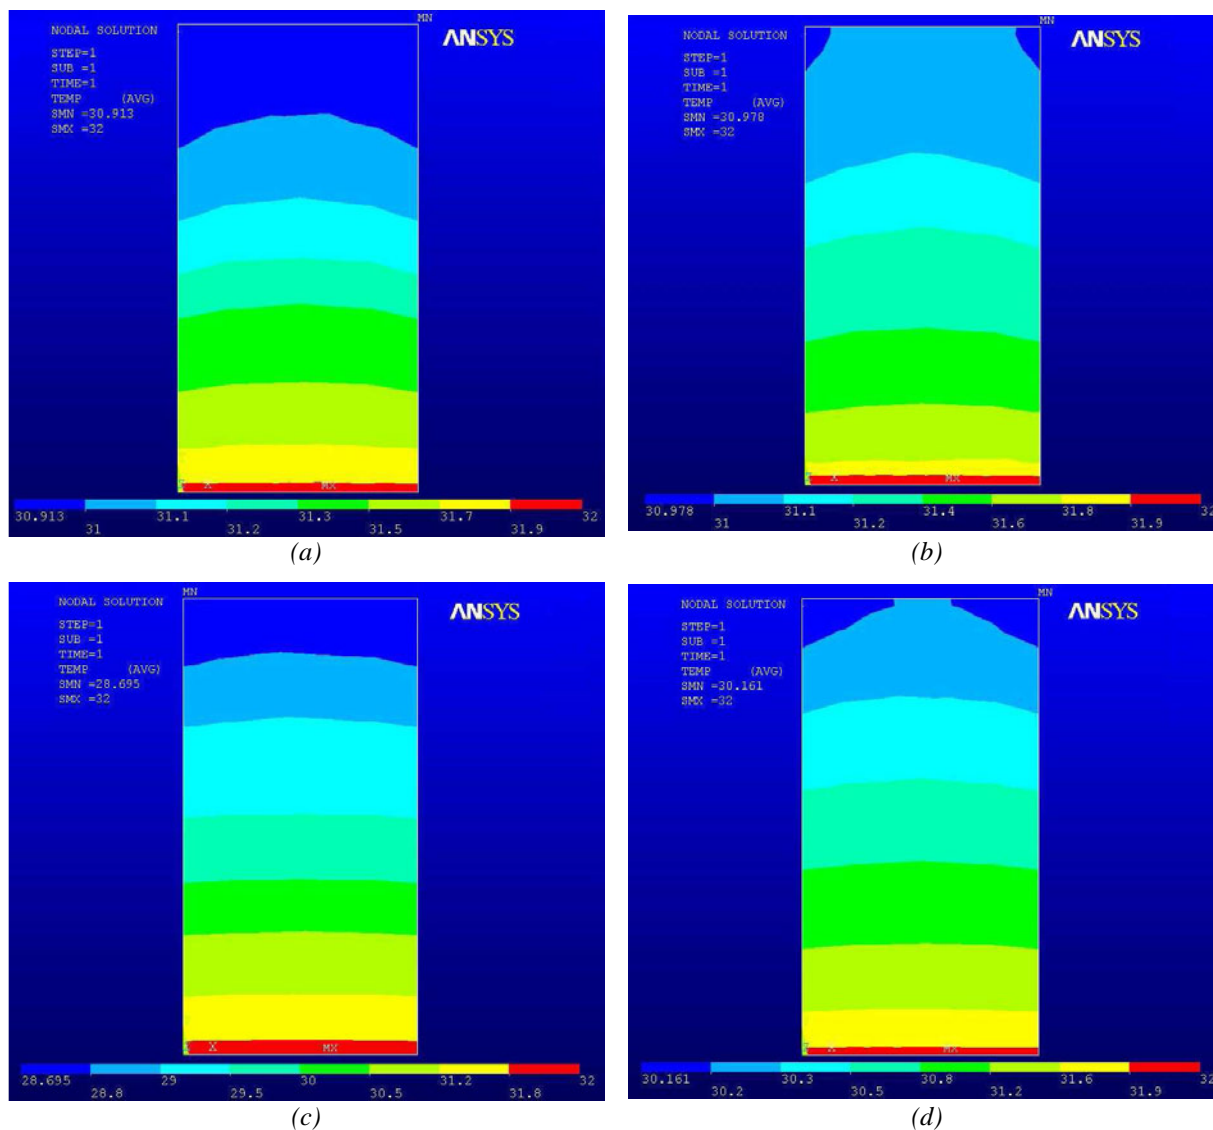 MN
NODAL SOLUTION
ANSYS
STEP=1
SUB =1
TIME=1
TEMP (AVG)
SMN =30.913
SMX =32
X MX
30.913 31.1 31.3 31.7 32
31 31.2 31.5 31.9
(a)
MN
NODAL SOLUTION
ANSYS
STEP=1
SUB =1
TIME=1
TEMP (AVG)
SMN =30.978
SMX =32
X MX
30.978 31.1 31.4 31.8 32
31 31.2 31.6 31.9
(b)
MN
NODAL SOLUTION
ANSYS
STEP=1
SUB =1
TIME=1
TEMP (AVG)
SMN =28.695
SMX =32
X MX
28.695 29 30 31.2 32
28.8 29.5 30.5 31.8
(c)
MN
NODAL SOLUTION
ANSYS
STEP=1
SUB =1
TIME=1
TEMP (AVG)
SMN =30.161
SMX =32
X MX
30.161 30.3 30.8 31.6 32
30.2 30.5 31.2 31.9
(d)